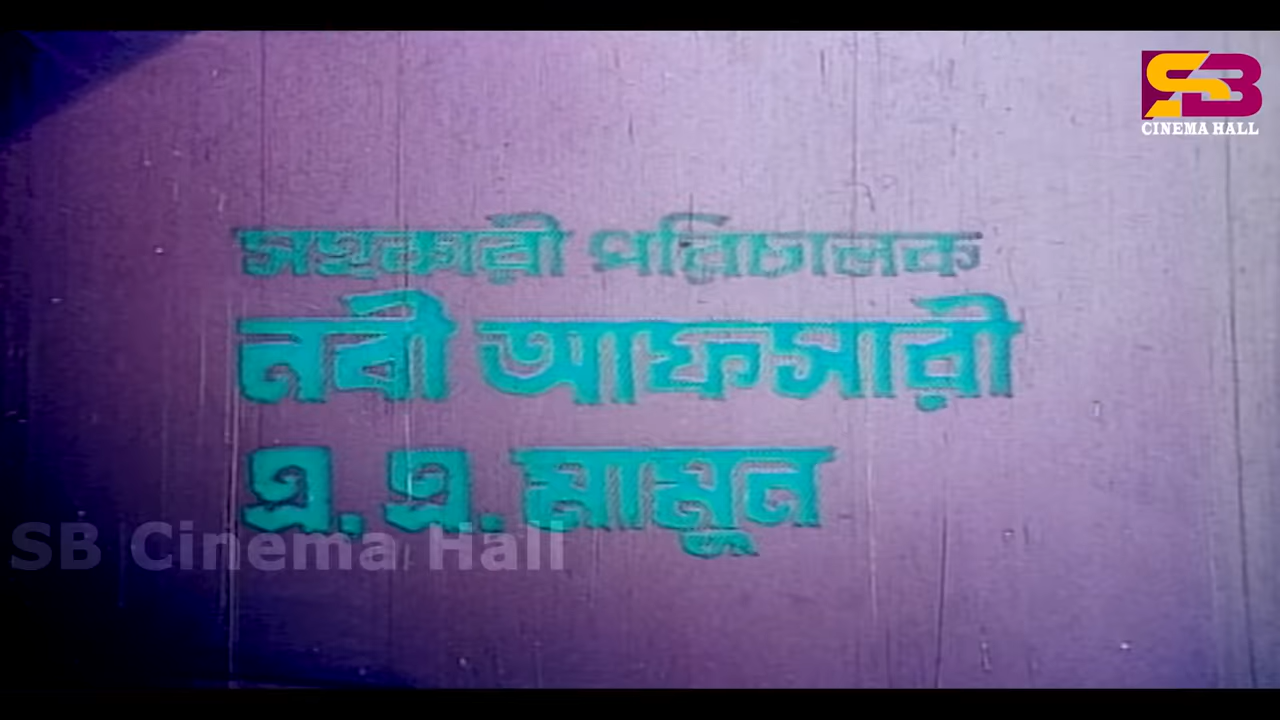 SB
CINEMA HALL
সহকারী পরিচালক
নবী আফসারী
এ. এ. মামুন
SB Cinema Hall